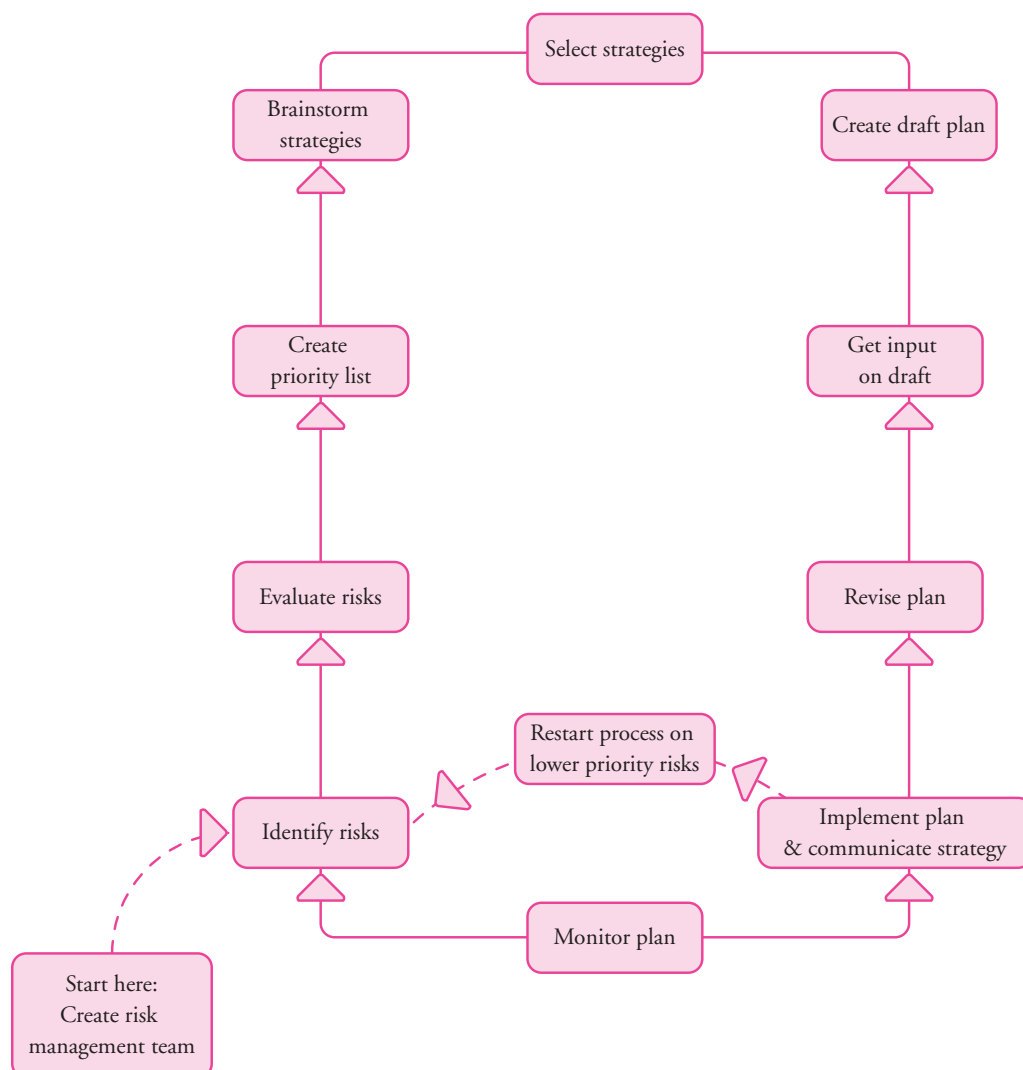 Select strategies
Brainstorm
strategies
Create draft plan
Create
priority list
Get input
on draft
Evaluate risks
Revise plan
Restart process on
lower priority risks
Identify risks
Implement plan
& communicate strategy
Monitor plan
Start here:
Create risk
management team